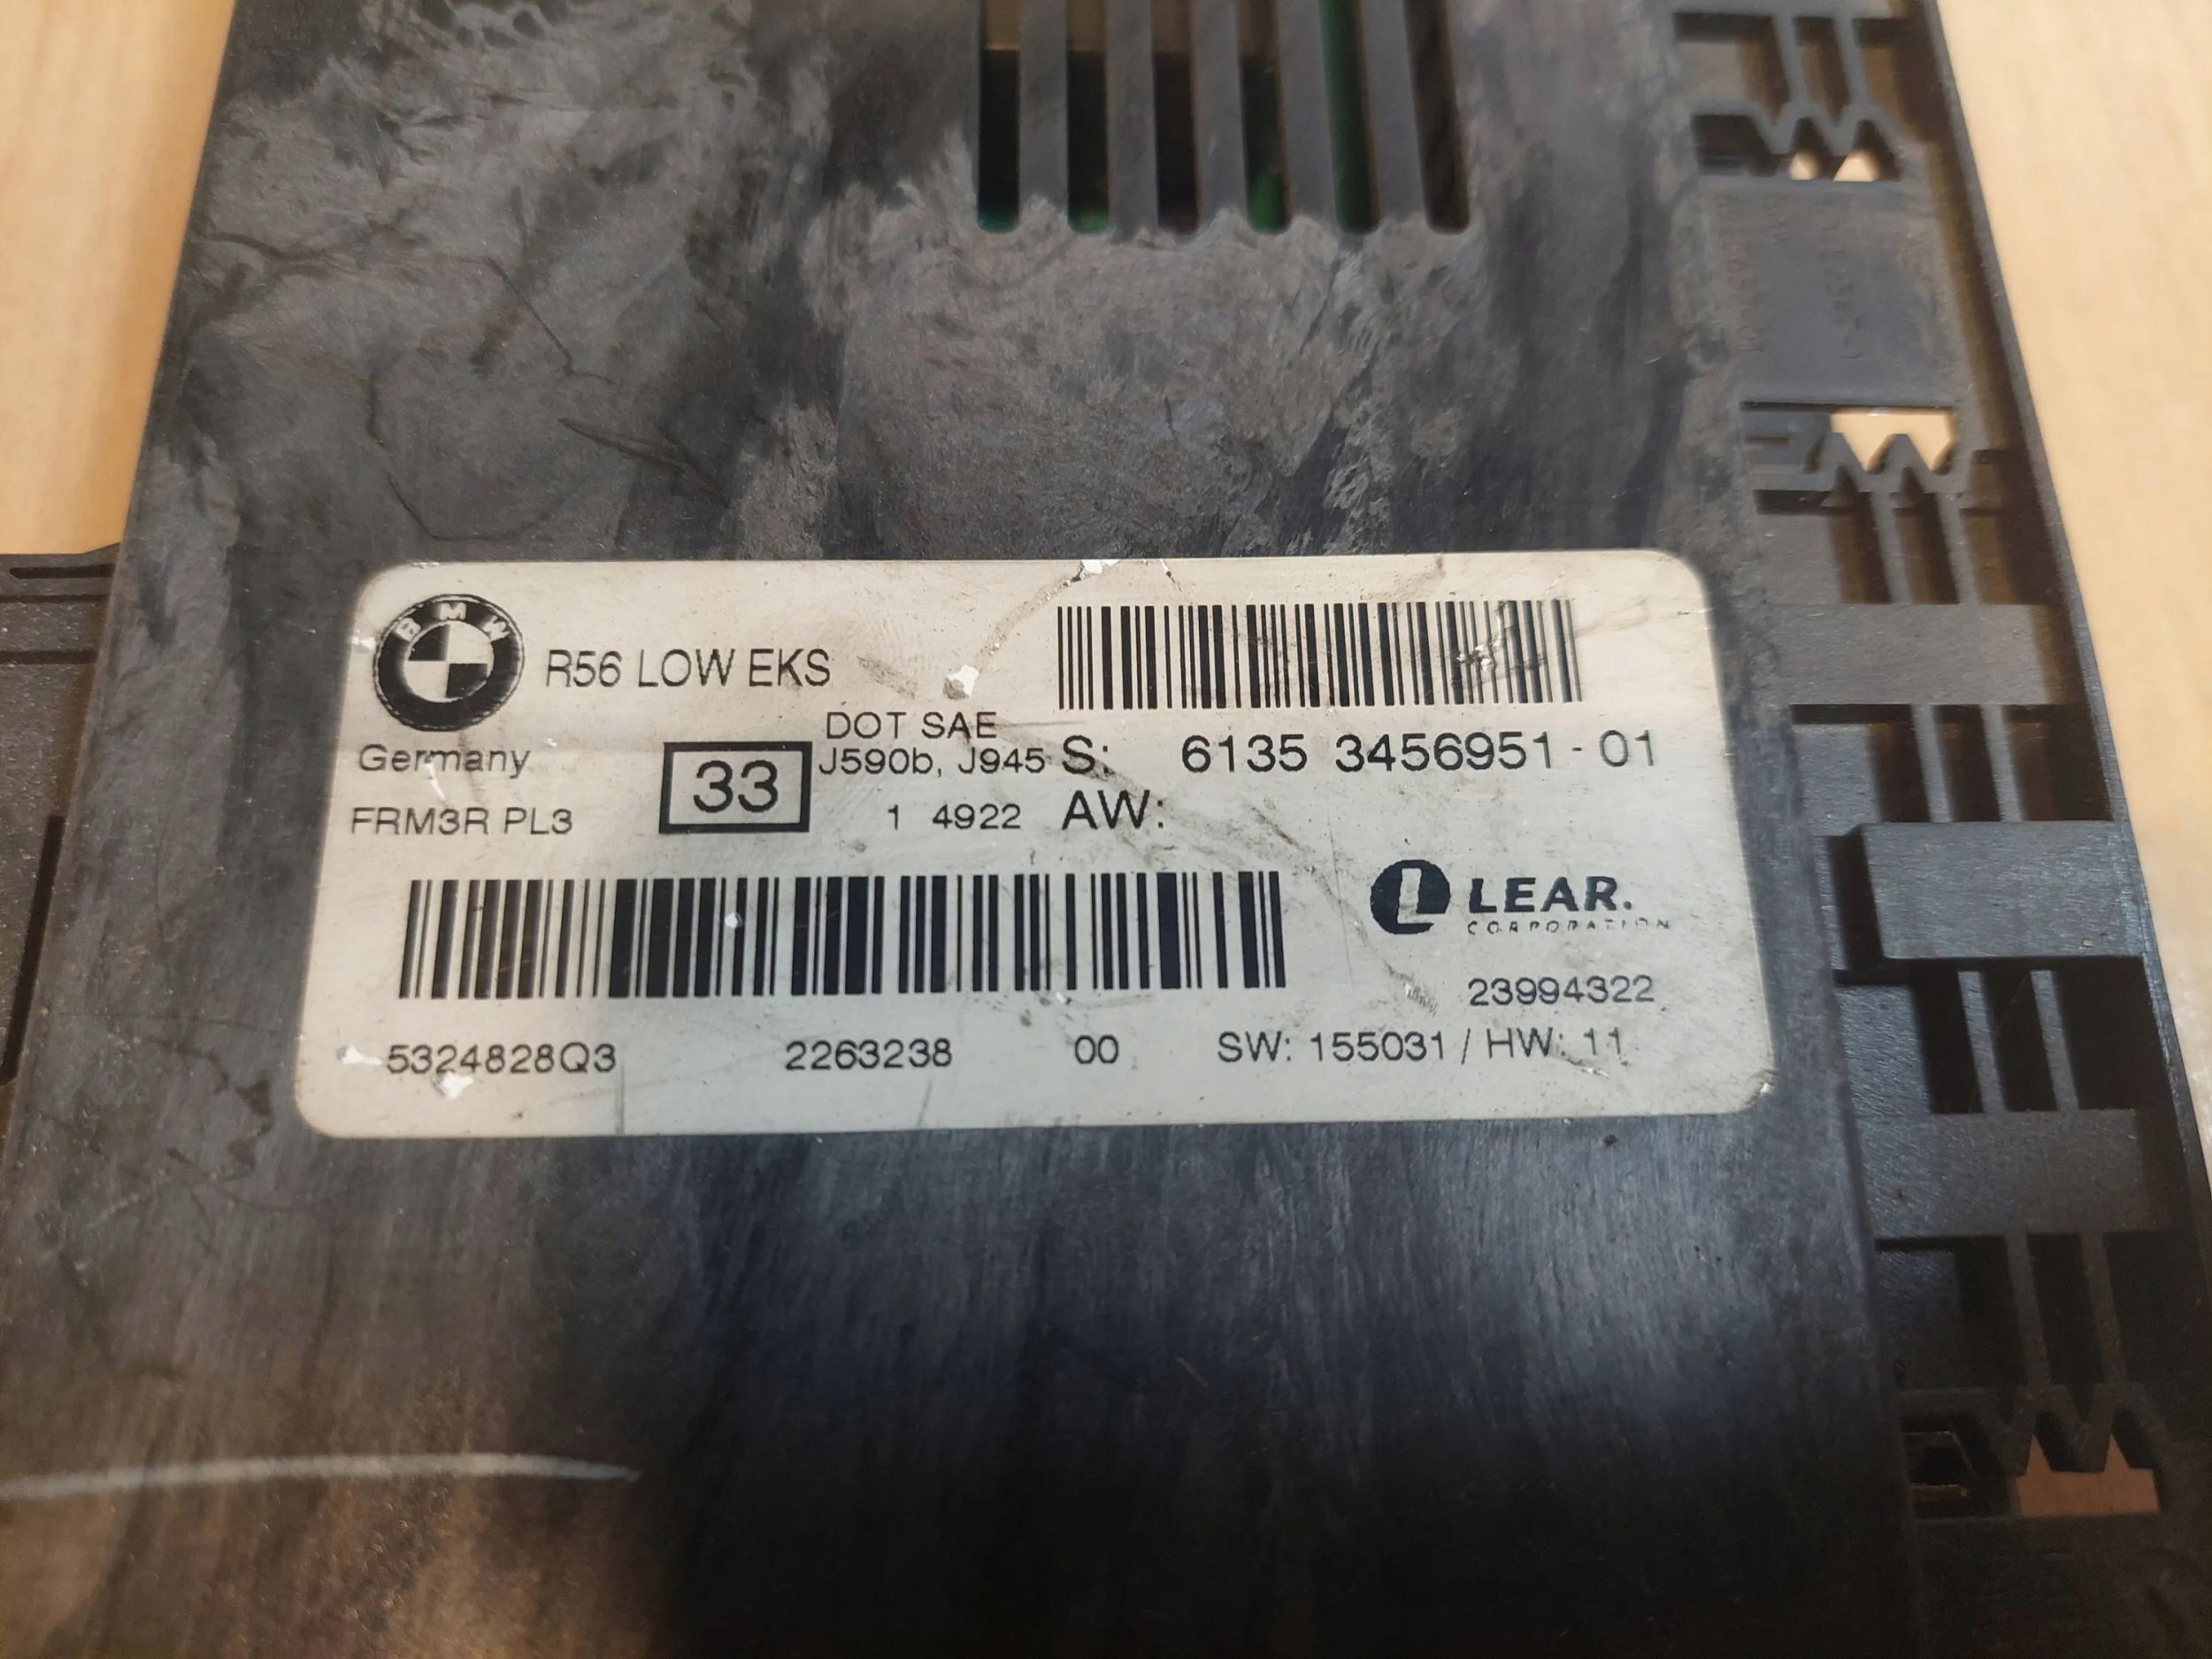 BMW
R56 LOW EKS
DOT SAE
Germany
33
J590b, J945
S: 6135 3456951-01
FRM3R PL3
1 4922
AW:
LEAR.
CORPORATION
23994322
5324828Q3 2263238 00 SW: 155031 / HW: 11